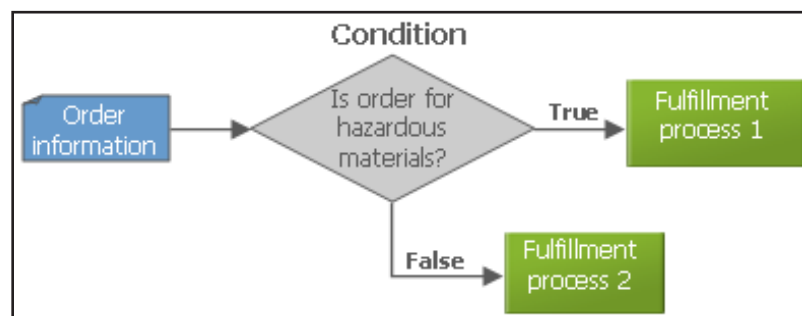 Condition
Order
information
Is order for
hazardous
materials?
True
Fulfillment
process 1
False
Fulfillment
process 2